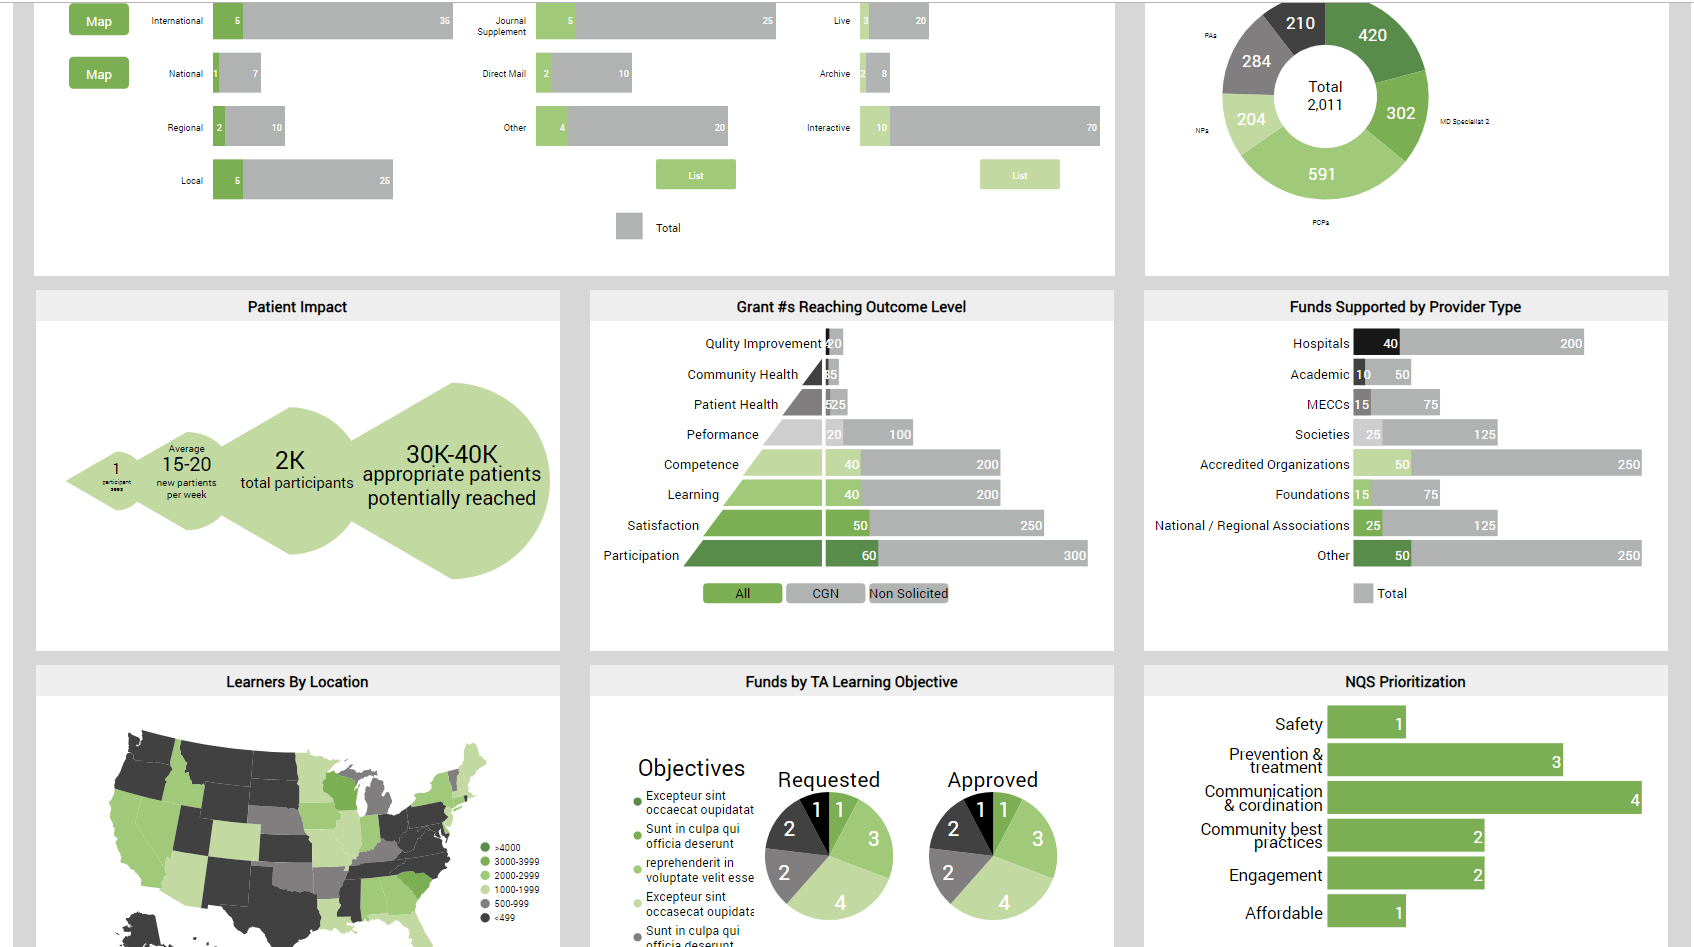 Map
International
5
35
Map
National
1
7
Regional
2
10
Local
5
25
Journal
Supplement
5
25
Direct Mail
2
10
Other
4
20
List
Live
3
20
Archive
2
8
Interactive
10
70
List
Total
210
420
284
302
204
591
Total
2,011
PAs
NPs
PCPs
MD Specialist 2
Patient Impact
1
participant
sees
Average
15-20
new partients
per week
2K
total participants
30K-40K
appropriate patients
potentially reached
Grant #s Reaching Outcome Level
Qulity Improvement
20
Community Health
35
Patient Health
5
25
Peformance
20
100
Competence
40
200
Learning
40
200
Satisfaction
50
250
Participation
60
300
All
CGN
Non Solicited
Funds Supported by Provider Type
Hospitals
40
200
Academic
10
50
MECCs
15
75
Societies
25
125
Accredited Organizations
50
250
Foundations
15
75
National / Regional Associations
25
125
Other
50
250
Total
Learners By Location
>4000
3000-3999
2000-2999
1000-1999
500-999
<499
Funds by TA Learning Objective
Objectives
Excepteur sint
occaecat oupidatat
Sunt in culpa qui
officia deserunt
reprehenderit in
voluptate velit esse
Excepteur sint
occasecat oupidata
Sunt in culpa qui
officia deserunt
Requested
1
1
2
3
2
4
Approved
1
1
2
3
2
4
NQS Prioritization
Safety
1
Prevention &
treatment
3
Communication
& cordination
4
Community best
practices
2
Engagement
2
Affordable
1